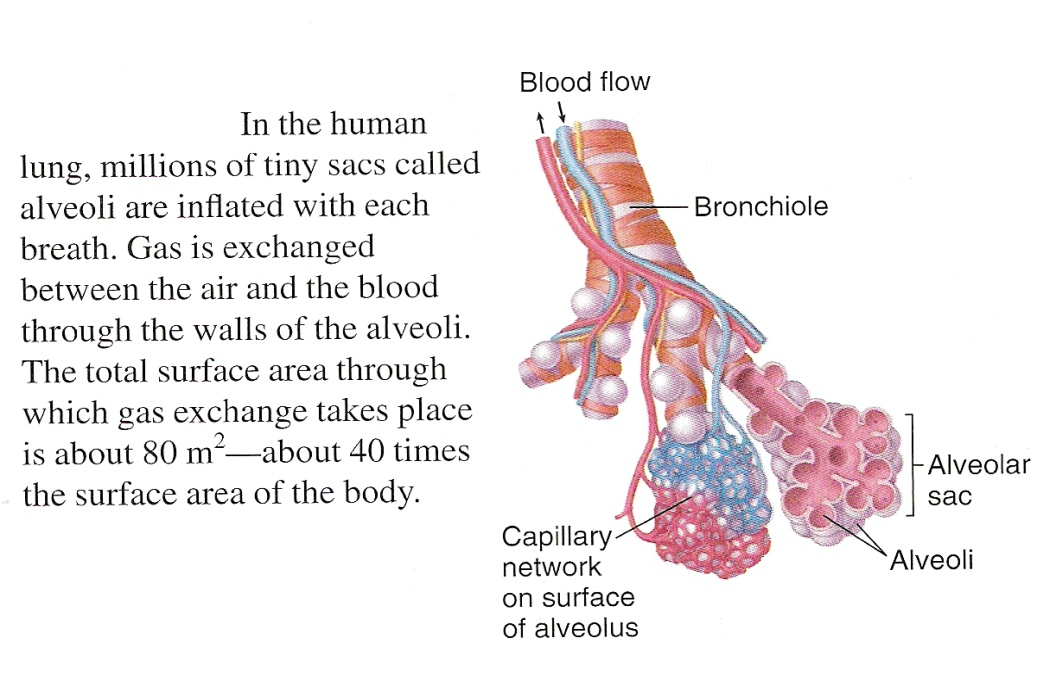 In the human
lung, millions of tiny sacs called
alveoli are inflated with each
breath. Gas is exchanged
between the air and the blood
through the walls of the alveoli.
The total surface area through
which gas exchange takes place
is about 80 m²—about 40 times
the surface area of the body.
Blood flow
Bronchiole
Alveolar
sac
Alveoli
Capillary
network
on surface
of alveolus